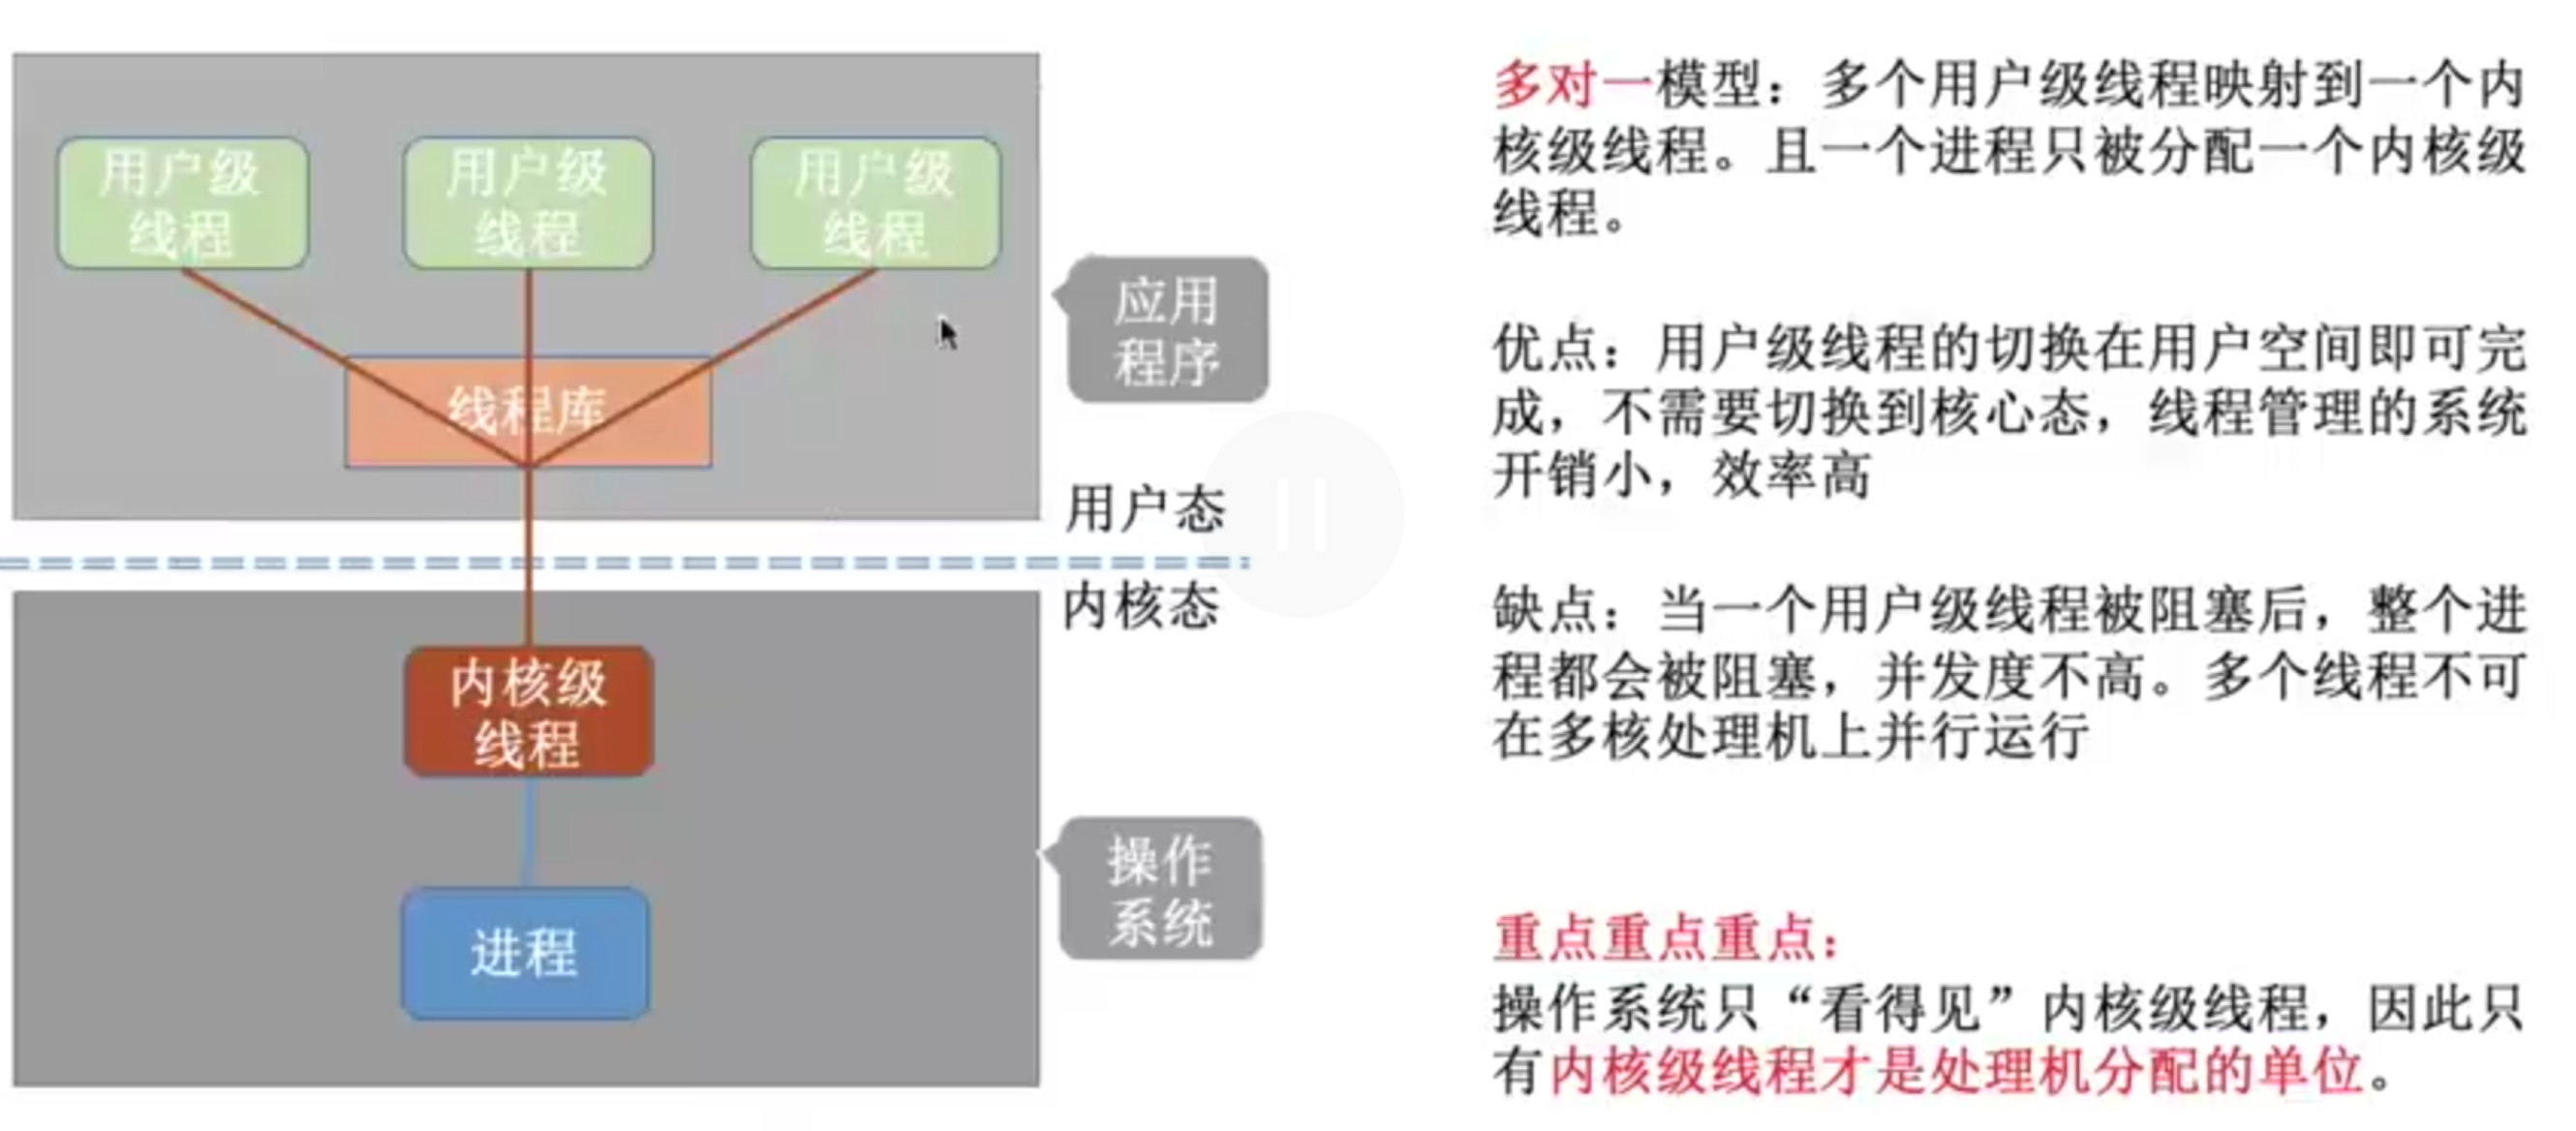 用户级
线程
用户级
线程
用户级
线程
线程库
应用
程序
用户态
内核态
内核级
线程
进程
操作
系统
多对一模型：多个用户级线程映射到一个内
核级线程。且一个进程只被分配一个内核级
线程。
优点：用户级线程的切换在用户空间即可完
成，不需要切换到核心态，线程管理的系统
开销小，效率高
缺点：当一个用户级线程被阻塞后，整个进
程都会被阻塞，并发度不高。多个线程不可
在多核处理机上并行运行
重点重点重点：
操作系统只“看得见”内核级线程，因此只
有内核级线程才是处理机分配的单位。